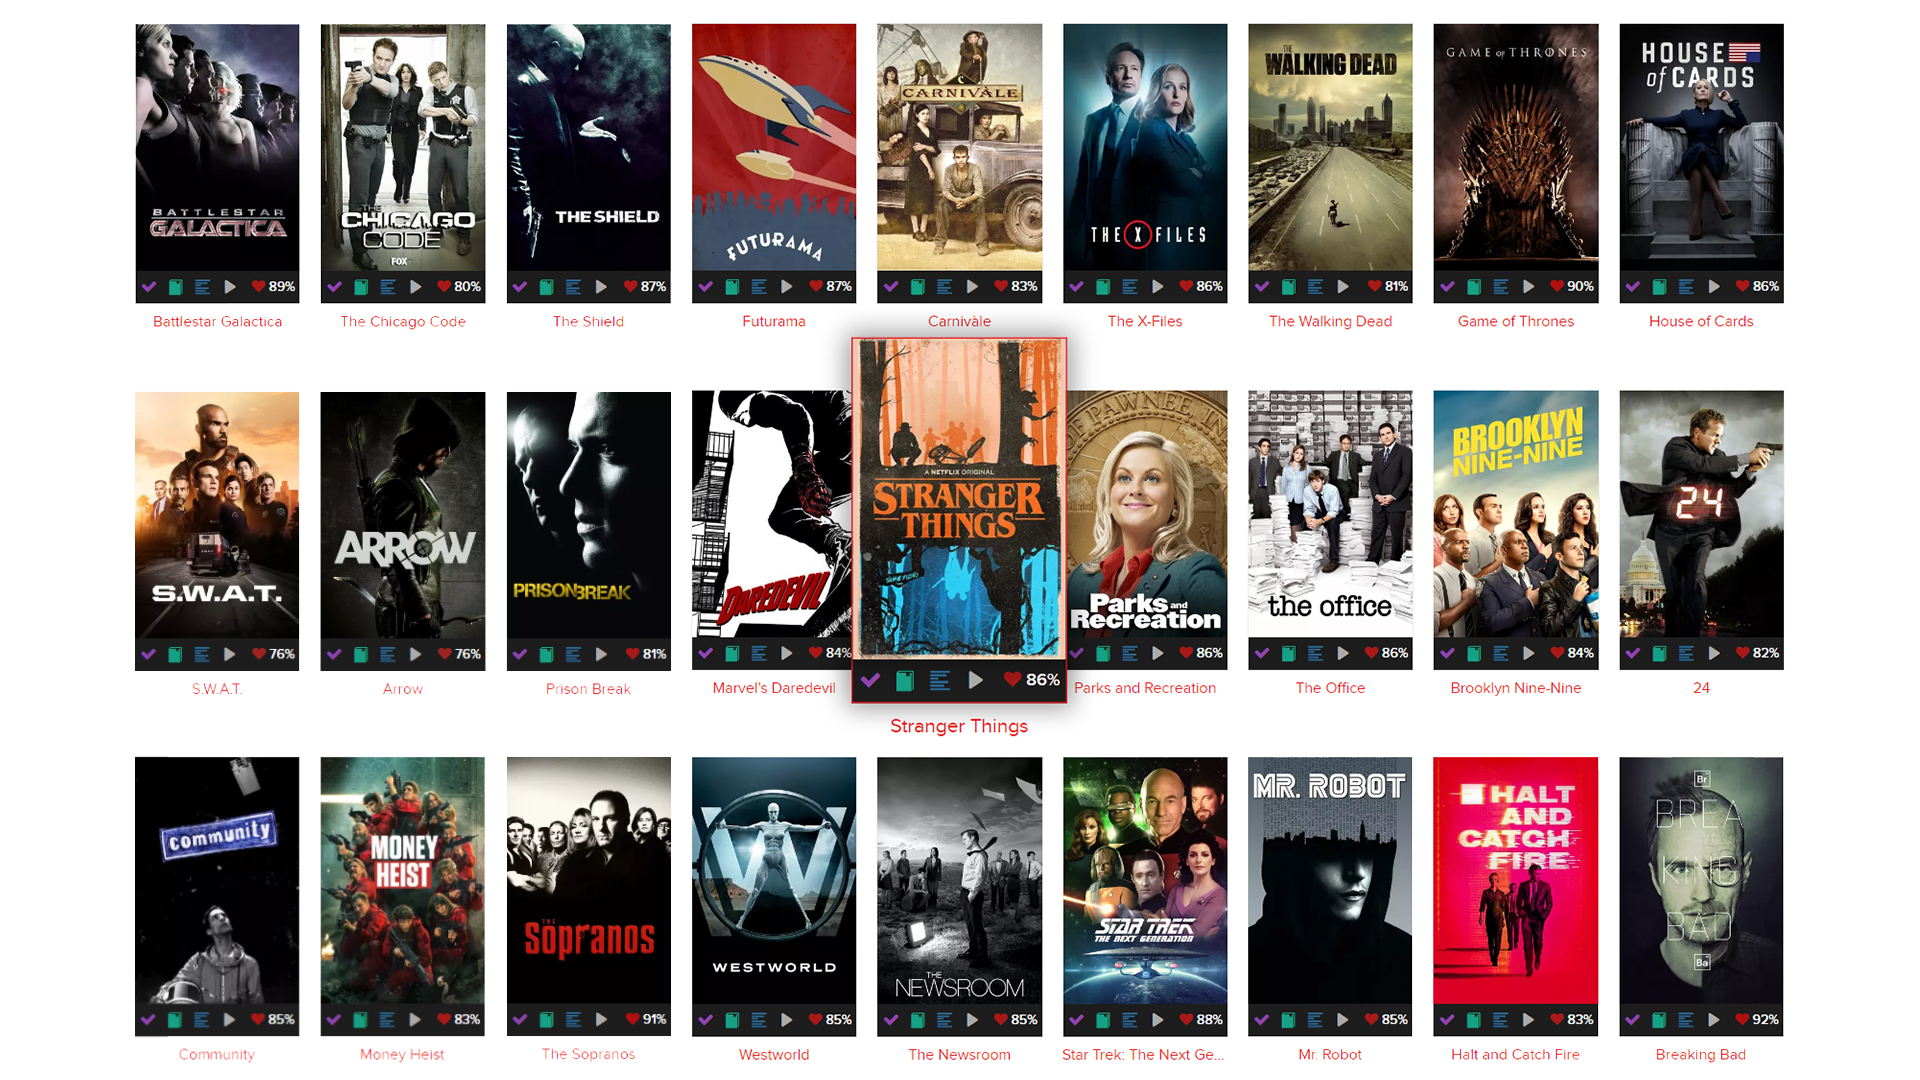 BATTLESTAR
GALACTICA
THE
CHICAGO
CODE
FOX
THE SHIELD
FUTURAMA
CARNIVÀLE
THE X FILES
THE
WALKING DEAD
GAME OF THRONES
HOUSE
of CARDS
89%
80%
87%
87%
83%
86%
81%
90%
86%
Battlestar Galactica
The Chicago Code
The Shield
Futurama
Carnivàle
The X-Files
The Walking Dead
Game of Thrones
House of Cards
S.W.A.T.
ARROW
PRISON BREAK
DAREDEVIL
A NETFLIX ORIGINAL
STRANGER
THINGS
OF PAWNEE, IN
Parks and
Recreation
the office
BROOKLYN
NINE-NINE
24
76%
76%
81%
84%
86%
86%
86%
84%
82%
S.W.A.T.
Arrow
Prison Break
Marvel's Daredevil
Stranger Things
Parks and Recreation
The Office
Brooklyn Nine-Nine
24
community
MONEY
HEIST
THE
Sopranos
WESTWORLD
THE
NEWSROOM
STAR TREK
THE NEXT GENERATION
MR. ROBOT
HALT
AND
CATCH
FIRE
Br
BREA
KING
BAD
Ba
85%
83%
91%
85%
85%
88%
85%
83%
92%
Community
Money Heist
The Sopranos
Westworld
The Newsroom
Star Trek: The Next Ge...
Mr. Robot
Halt and Catch Fire
Breaking Bad